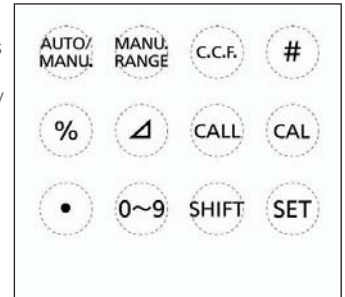 AUTO/ MANU. C.C.F. #
MANU. RANGE
% ⊿ CALL CAL
• 0~9 SHIFT SET
s
y